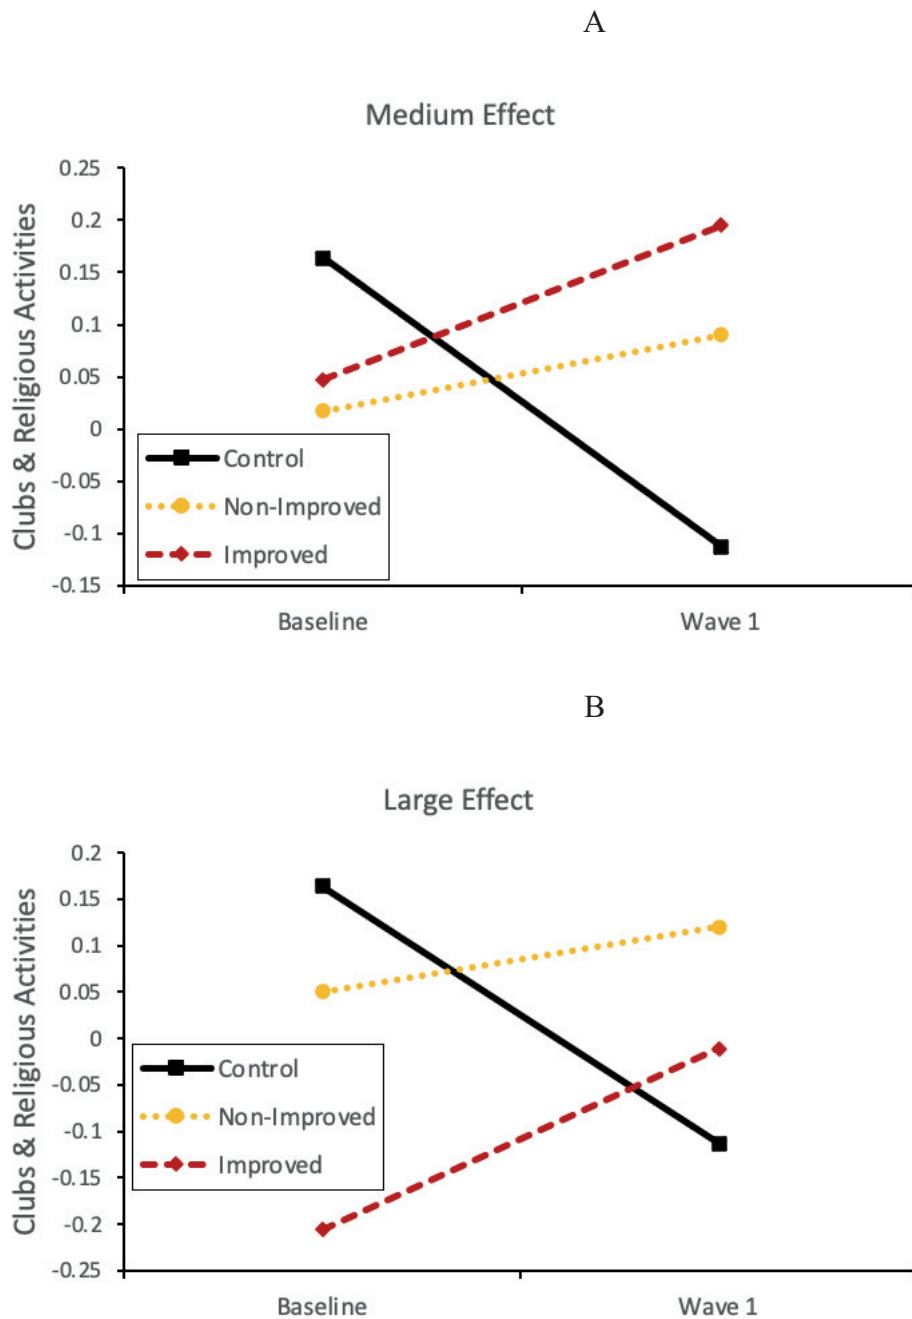 A
Medium Effect
Clubs & Religious Activities
0.25
0.2
0.15
0.1
0.05
0
-0.05
-0.1
-0.15
Control
Non-Improved
Improved
Baseline
Wave 1
B
Large Effect
Clubs & Religious Activities
0.2
0.15
0.1
0.05
0
-0.05
-0.1
-0.15
-0.2
-0.25
Control
Non-Improved
Improved
Baseline
Wave 1